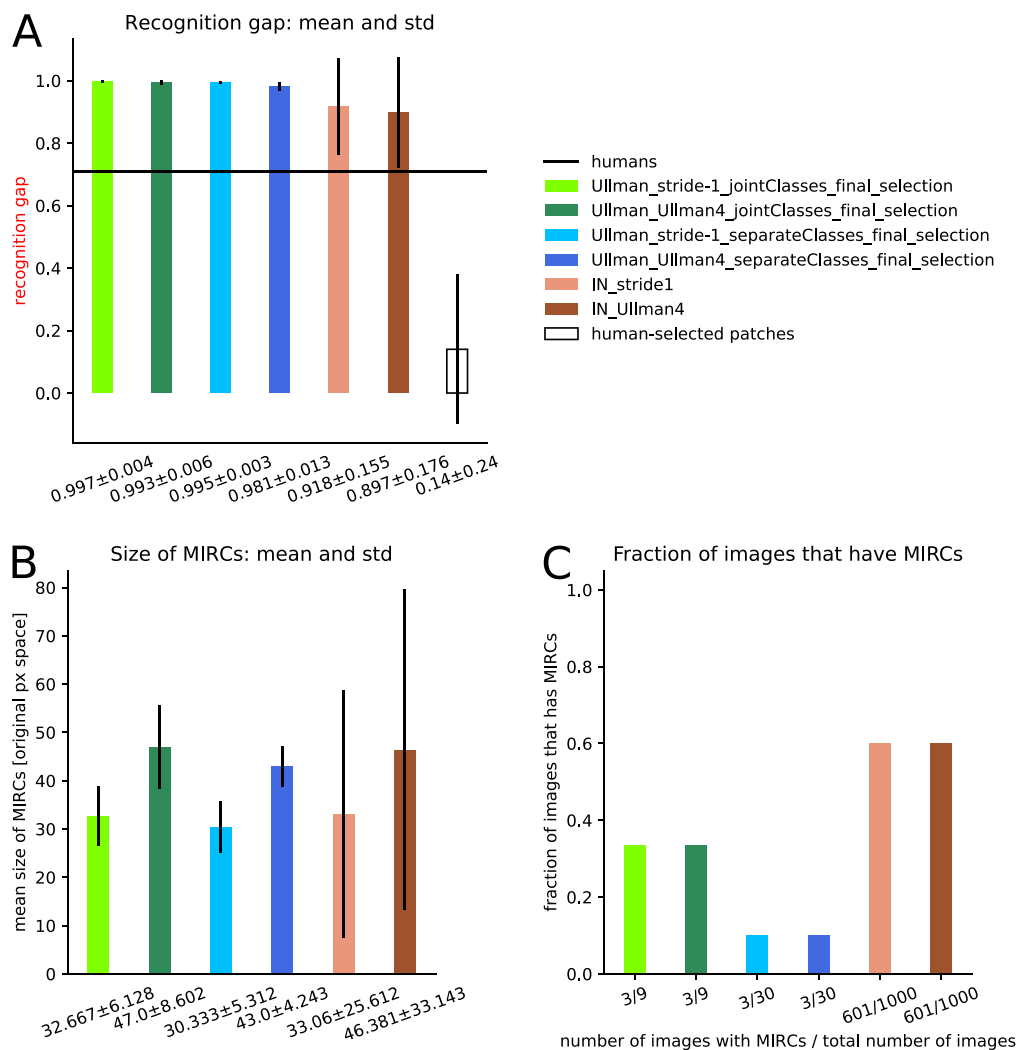 A
Recognition gap: mean and std
recognition gap
1.0
0.8
0.6
0.4
0.2
0.0
0.997±0.004
0.993±0.006
0.995±0.003
0.981±0.013
0.918±0.155
0.897±0.176
0.14±0.24
humans
Ullman_stride-1_jointClasses_final_selection
Ullman_Ullman4_jointClasses_final_selection
Ullman_stride-1_separateClasses_final_selection
Ullman_Ullman4_separateClasses_final_selection
IN_stride1
IN_Ullman4
human-selected patches
B
Size of MIRCs: mean and std
mean size of MIRCs [original px space]
80
70
60
50
40
30
20
10
0
32.667±6.128
47.0±8.602
30.333±5.312
43.0±4.243
33.06±25.612
46.381±33.143
C
Fraction of images that have MIRCs
fraction of images that has MIRCs
1.0
0.8
0.6
0.4
0.2
0.0
3/9
3/9
3/30
3/30
601/1000
601/1000
number of images with MIRCs / total number of images